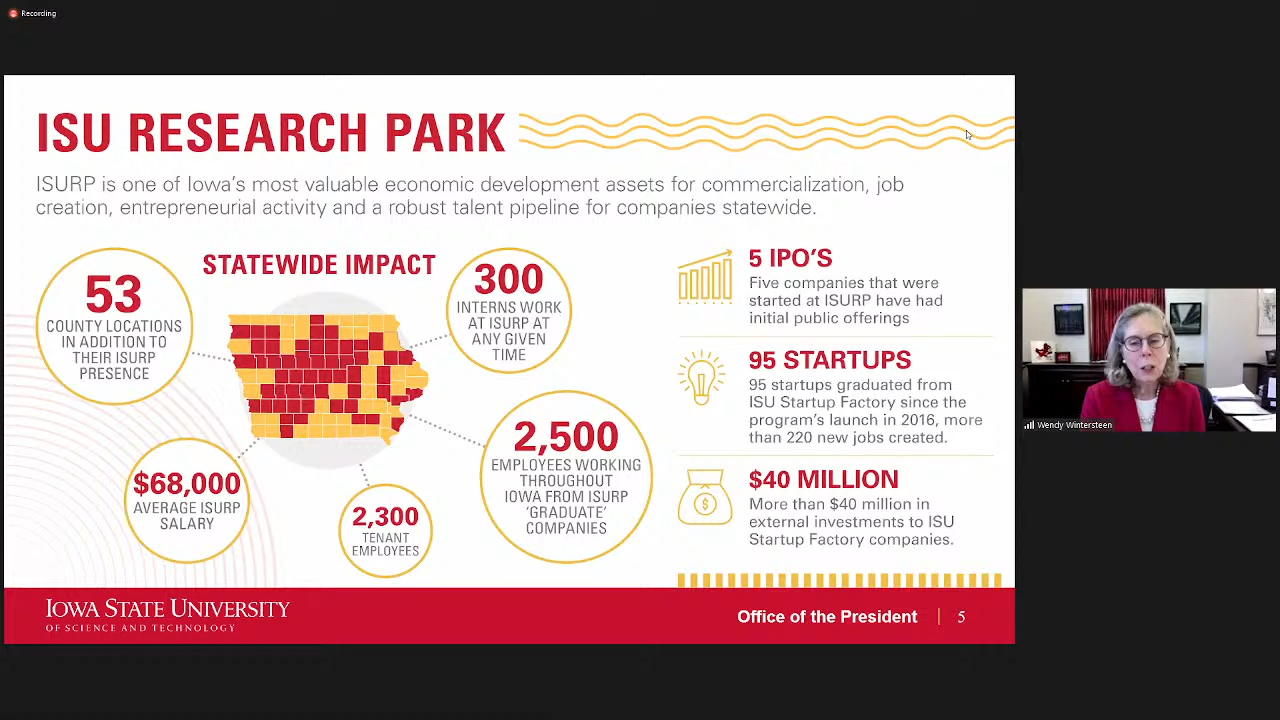 Recording
ISU RESEARCH PARK
ISURP is one of Iowa's most valuable economic development assets for commercialization, job
creation, entrepreneurial activity and a robust talent pipeline for companies statewide.
STATEWIDE IMPACT
53
COUNTY LOCATIONS
IN ADDITION TO
THEIR ISURP
PRESENCE
300
INTERNS WORK
AT ISURP AT
ANY GIVEN
TIME
$68,000
AVERAGE ISURP
SALARY
2,300
TENANT
EMPLOYEES
2,500
EMPLOYEES WORKING
THROUGHOUT
IOWA FROM ISURP
'GRADUATE'
COMPANIES
5 IPO'S
Five companies that were
started at ISURP have had
initial public offerings
95 STARTUPS
95 startups graduated from
ISU Startup Factory since the
program's launch in 2016, more
than 220 new jobs created.
$
$40 MILLION
More than $40 million in
external investments to ISU
Startup Factory companies.
IOWA STATE UNIVERSITY
OF SCIENCE AND TECHNOLOGY
Office of the President | 5
Wendy Wintersteen